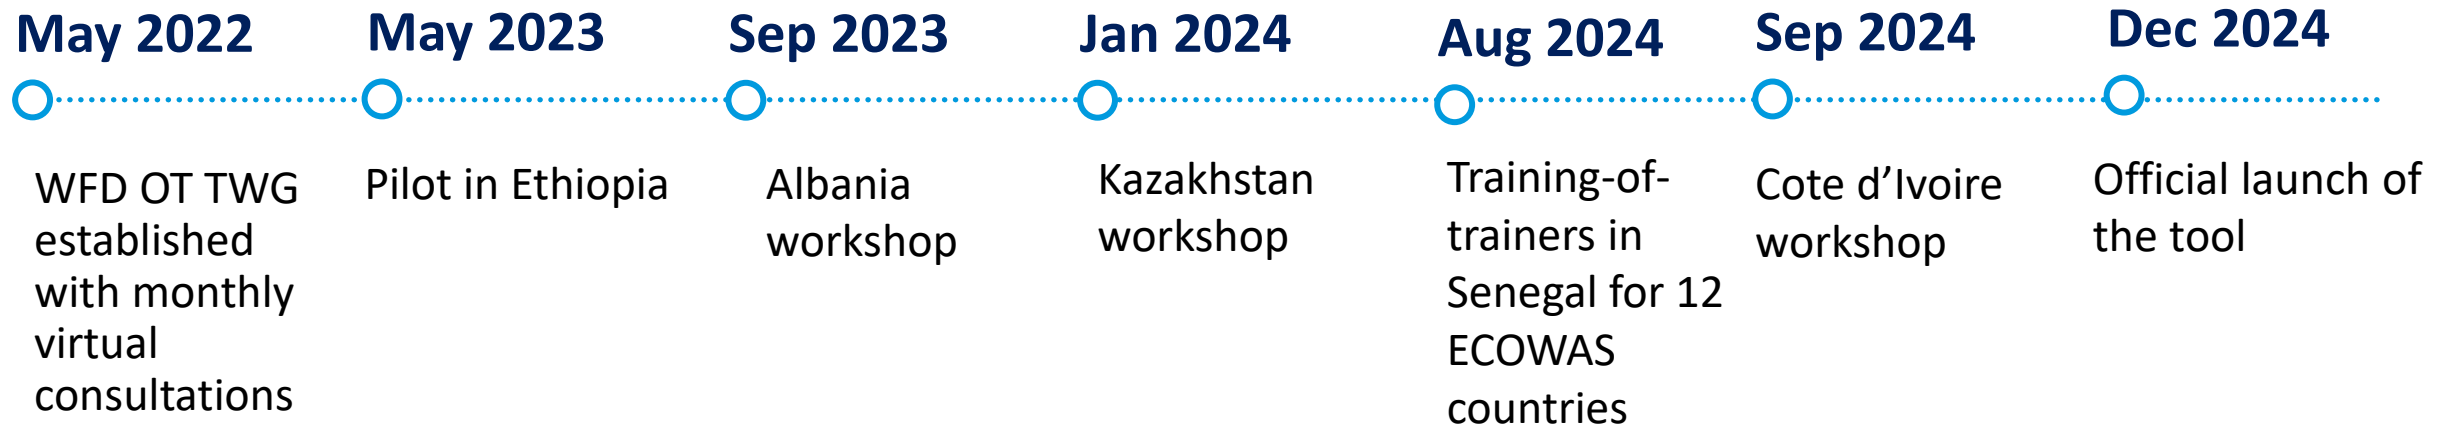 May 2022
WFD OT TWG
established
with monthly
virtual
consultations
May 2023
Pilot in Ethiopia
Sep 2023
Albania
workshop
Jan 2024
Kazakhstan
workshop
Aug 2024
Training-of-
trainers in
Senegal for 12
ECOWAS
countries
Sep 2024
Cote d’Ivoire
workshop
Dec 2024
Official launch of
the tool